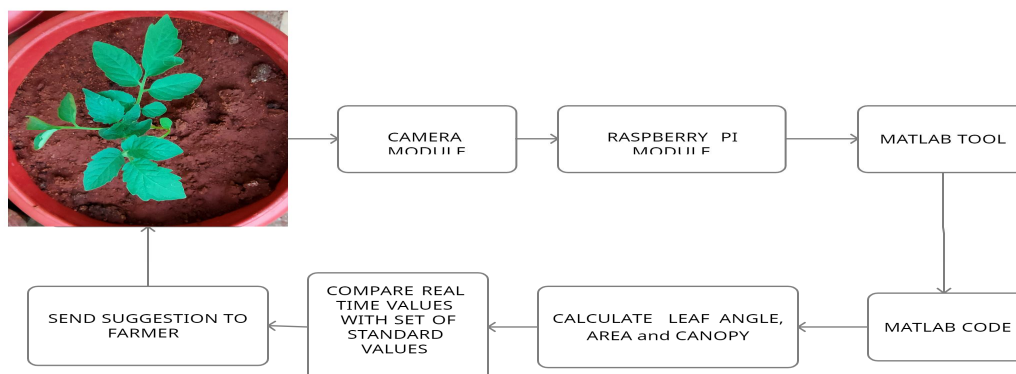 CAMERA
MODULE
RASPBERRY PI
MODULE
MATLAB TOOL
COMPARE REAL
TIME VALUES
WITH SET OF
STANDARD
VALUES
SEND SUGGESTION TO
FARMER
CALCULATE LEAF ANGLE,
AREA and CANOPY
MATLAB CODE